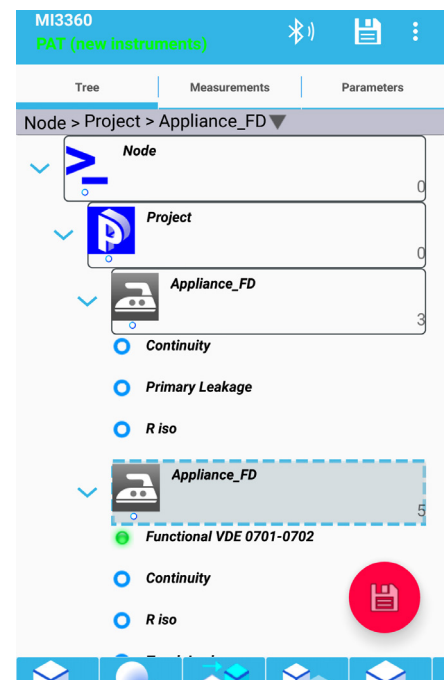 MI3360
PAT (new instruments)
Tree Measurements Parameters
Node > Project > Appliance_FD
Node
0
Project
0
Appliance_FD
3
Continuity
Primary Leakage
R iso
Appliance_FD
5
Functional VDE 0701-0702
Continuity
R iso